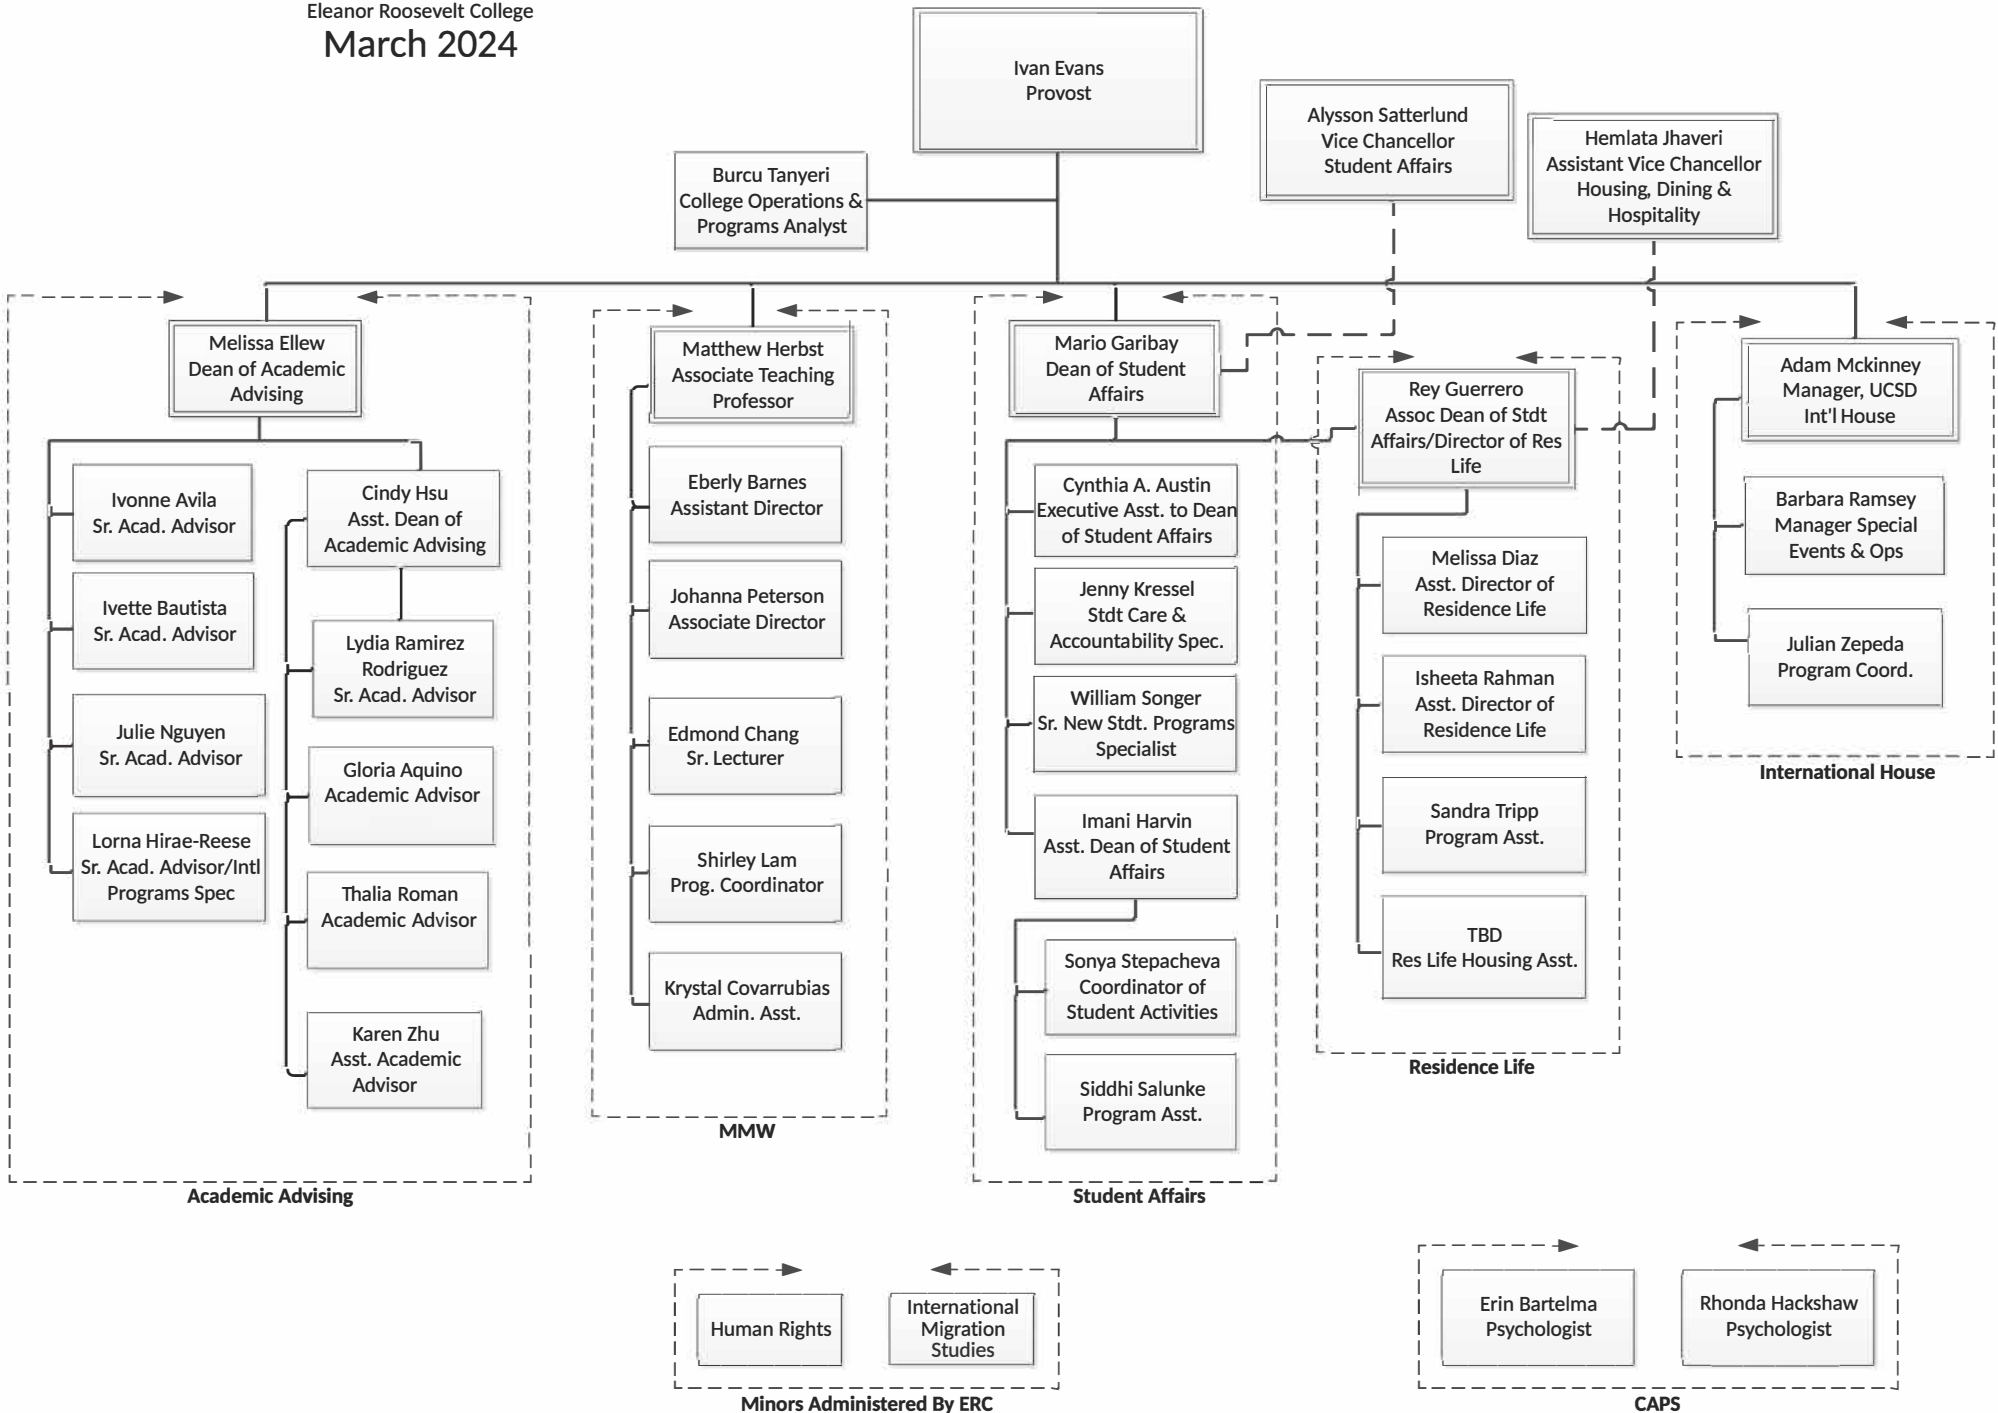 Eleanor Roosevelt College
March 2024
Ivan Evans
Provost
Alysson Satterlund
Vice Chancellor
Student Affairs
Hemlata Jhaveri
Assistant Vice Chancellor
Housing, Dining &
Hospitality
Burcu Tanyeri
College Operations &
Programs Analyst
Melissa Ellew
Dean of Academic
Advising
Ivonne Avila
Sr. Acad. Advisor
Ivette Bautista
Sr. Acad. Advisor
Julie Nguyen
Sr. Acad. Advisor
Lorna Hirae-Reese
Sr. Acad. Advisor/Intl
Programs Spec
Cindy Hsu
Asst. Dean of
Academic Advising
Lydia Ramirez
Rodriguez
Sr. Acad. Advisor
Gloria Aquino
Academic Advisor
Thalia Roman
Academic Advisor
Karen Zhu
Asst. Academic
Advisor
Academic Advising
Matthew Herbst
Associate Teaching
Professor
Eberly Barnes
Assistant Director
Johanna Peterson
Associate Director
Edmond Chang
Sr. Lecturer
Shirley Lam
Prog. Coordinator
Krystal Covarrubias
Admin. Asst.
MMW
Mario Garibay
Dean of Student
Affairs
Cynthia A. Austin
Executive Asst. to Dean
of Student Affairs
Jenny Kressel
Stdt Care &
Accountability Spec.
William Songer
Sr. New Stdt. Programs
Specialist
Imani Harvin
Asst. Dean of Student
Affairs
Sonya Stepacheva
Coordinator of
Student Activities
Siddhi Salunke
Program Asst.
Student Affairs
Rey Guerrero
Assoc Dean of Stdt
Affairs/Director of Res
Life
Melissa Diaz
Asst. Director of
Residence Life
Isheeta Rahman
Asst. Director of
Residence Life
Sandra Tripp
Program Asst.
TBD
Res Life Housing Asst.
Residence Life
Adam Mckinney
Manager, UCSD
Int'l House
Barbara Ramsey
Manager Special
Events & Ops
Julian Zepeda
Program Coord.
International House
Human Rights
International
Migration
Studies
Minors Administered By ERC
Erin Bartelma
Psychologist
Rhonda Hackshaw
Psychologist
CAPS